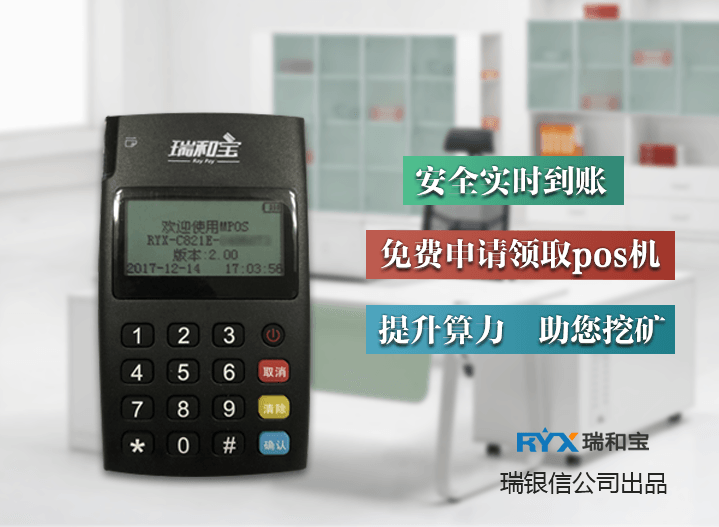 瑞和宝
Ray Pay
欢迎使用MPOS
RYX-C821E-
版本:2.00
2017-12-14 17:03:56
1 2 3
4 5 6 取消
7 8 9 清除
* 0 # 确认
安全实时到账
免费申请领取pos机
提升算力 助您挖矿
RYX 瑞和宝
瑞银信公司出品